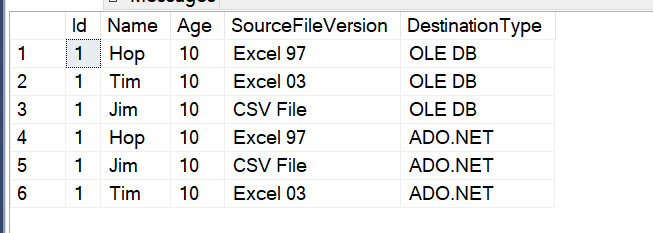 Messages
Id Name Age SourceFileVersion DestinationType
1 1 Hop 10 Excel 97 OLE DB
2 1 Tim 10 Excel 03 OLE DB
3 1 Jim 10 CSV File OLE DB
4 1 Hop 10 Excel 97 ADO.NET
5 1 Jim 10 CSV File ADO.NET
6 1 Tim 10 Excel 03 ADO.NET